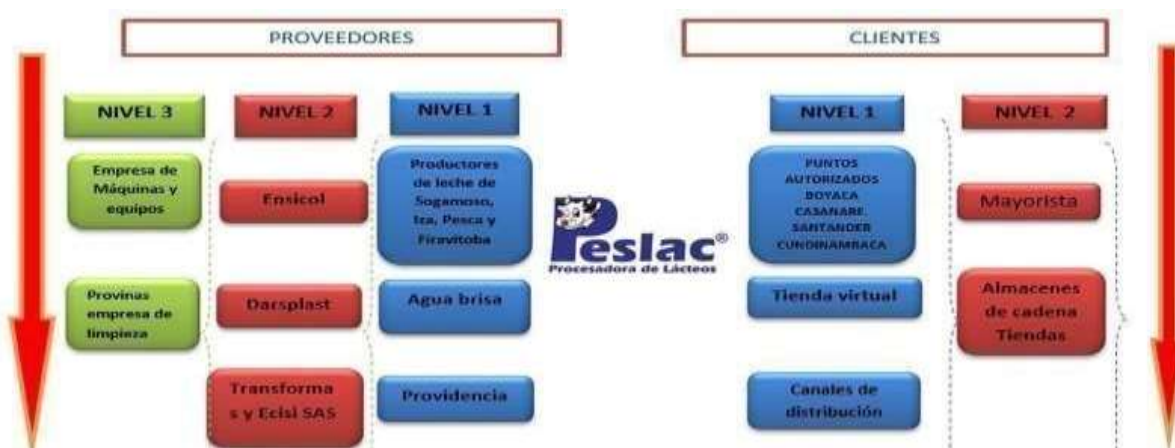 PROVEEDORES
CLIENTES
NIVEL 3
NIVEL 2
NIVEL 1
NIVEL 1
NIVEL 2
Empresa de
Máquinas y
equipos
Ensicol
Productores
de leche de
Sogamoso,
Iza, Pesca y
Firavitoba
Peslac®
Procesadora de Lácteos
PUNTOS
AUTORIZADOS
BOYACA
CASANARE,
SANTANDER
CUNDINAMRACA
Mayorista
Provinas
empresa de
limpieza
Dacsplast
Agua brisa
Tienda virtual
Almacenes
de cadena
Tiendas
Transforma
s y Ecisi SAS
Providencia
Canales de
distribución